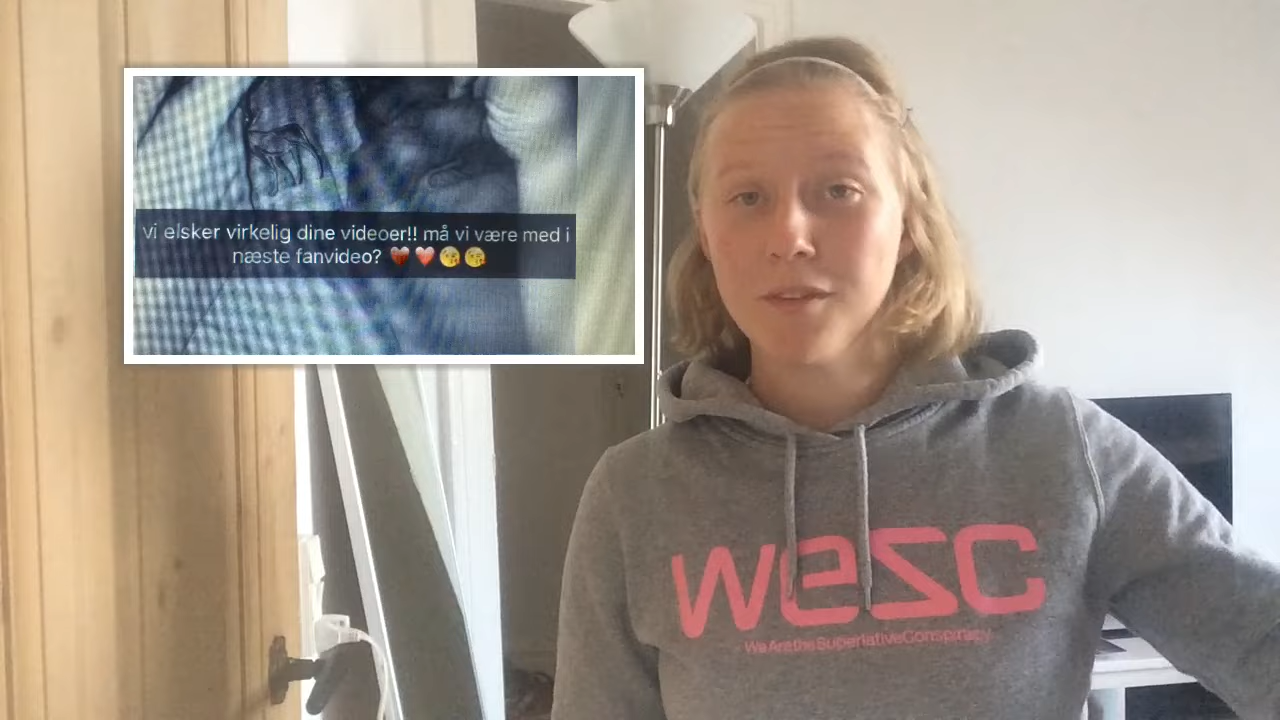 vi elsker virkelig dine videoer!! må vi være med i
næste fanvideo? ❤️❤️😘😘
wesc
WeAretheSuperlativeConspiracy